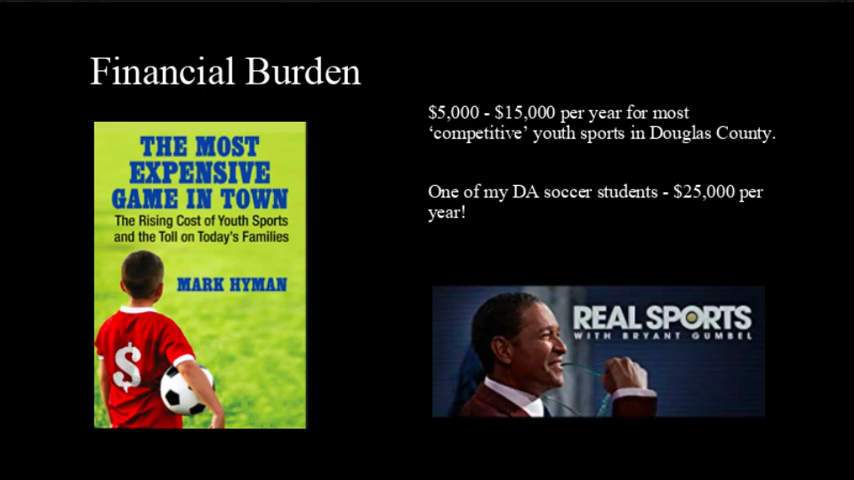 Financial Burden
THE MOST
EXPENSIVE
GAME IN TOWN
The Rising Cost of Youth Sports
and the Toll on Today's Families
MARK HYMAN
$
$5,000 - $15,000 per year for most
‘competitive’ youth sports in Douglas County.
One of my DA soccer students - $25,000 per
year!
REAL SPORTS
WITH BRYANT GUMBEL